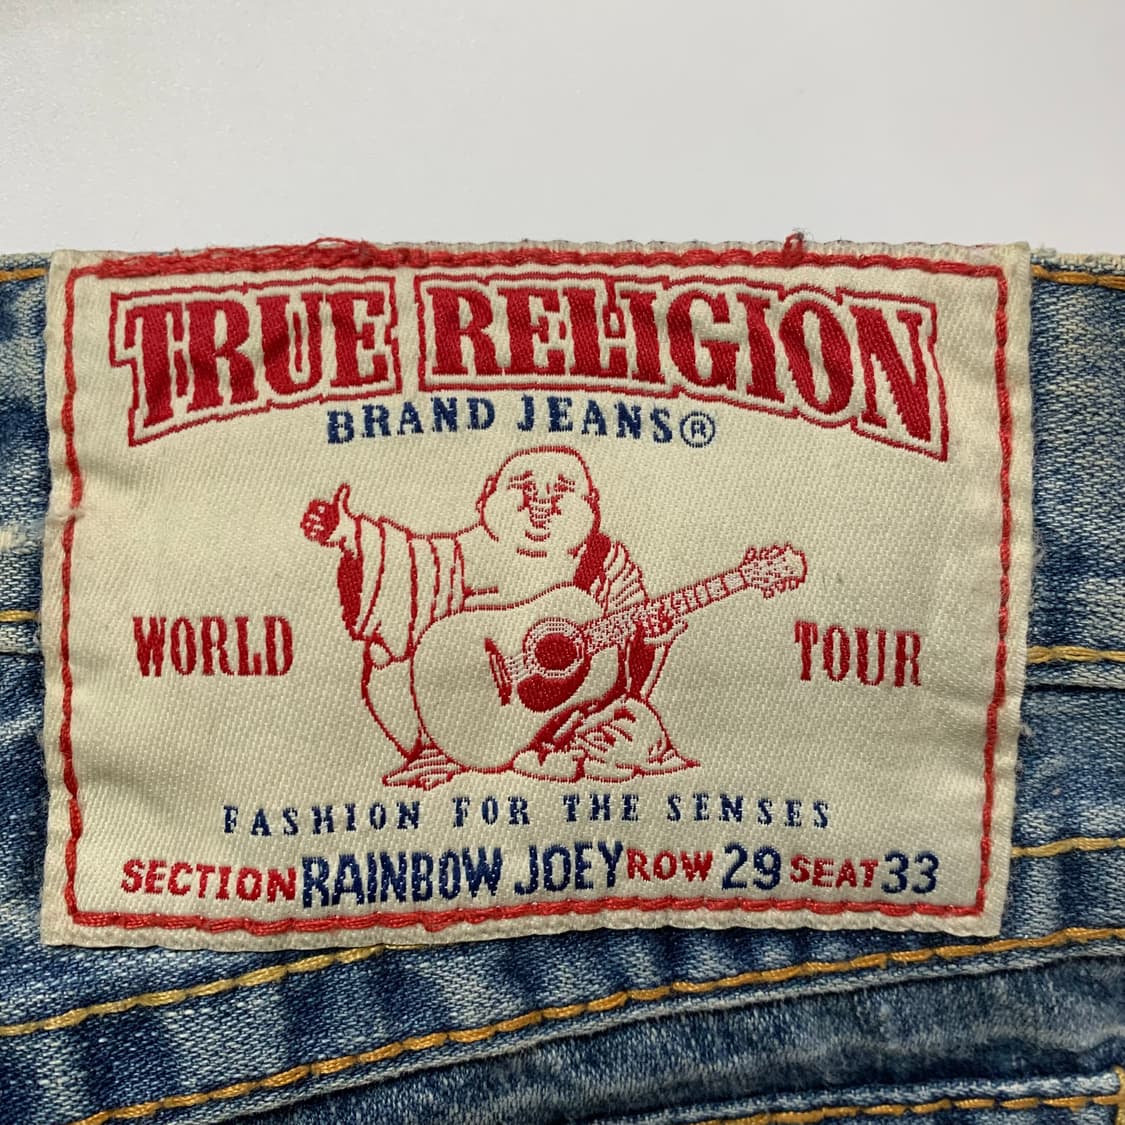 TRUE RELIGION
BRAND JEANS®
WORLD TOUR
FASHION FOR THE SENSES
SECTION RAINBOW JOEY ROW 29 SEAT 33